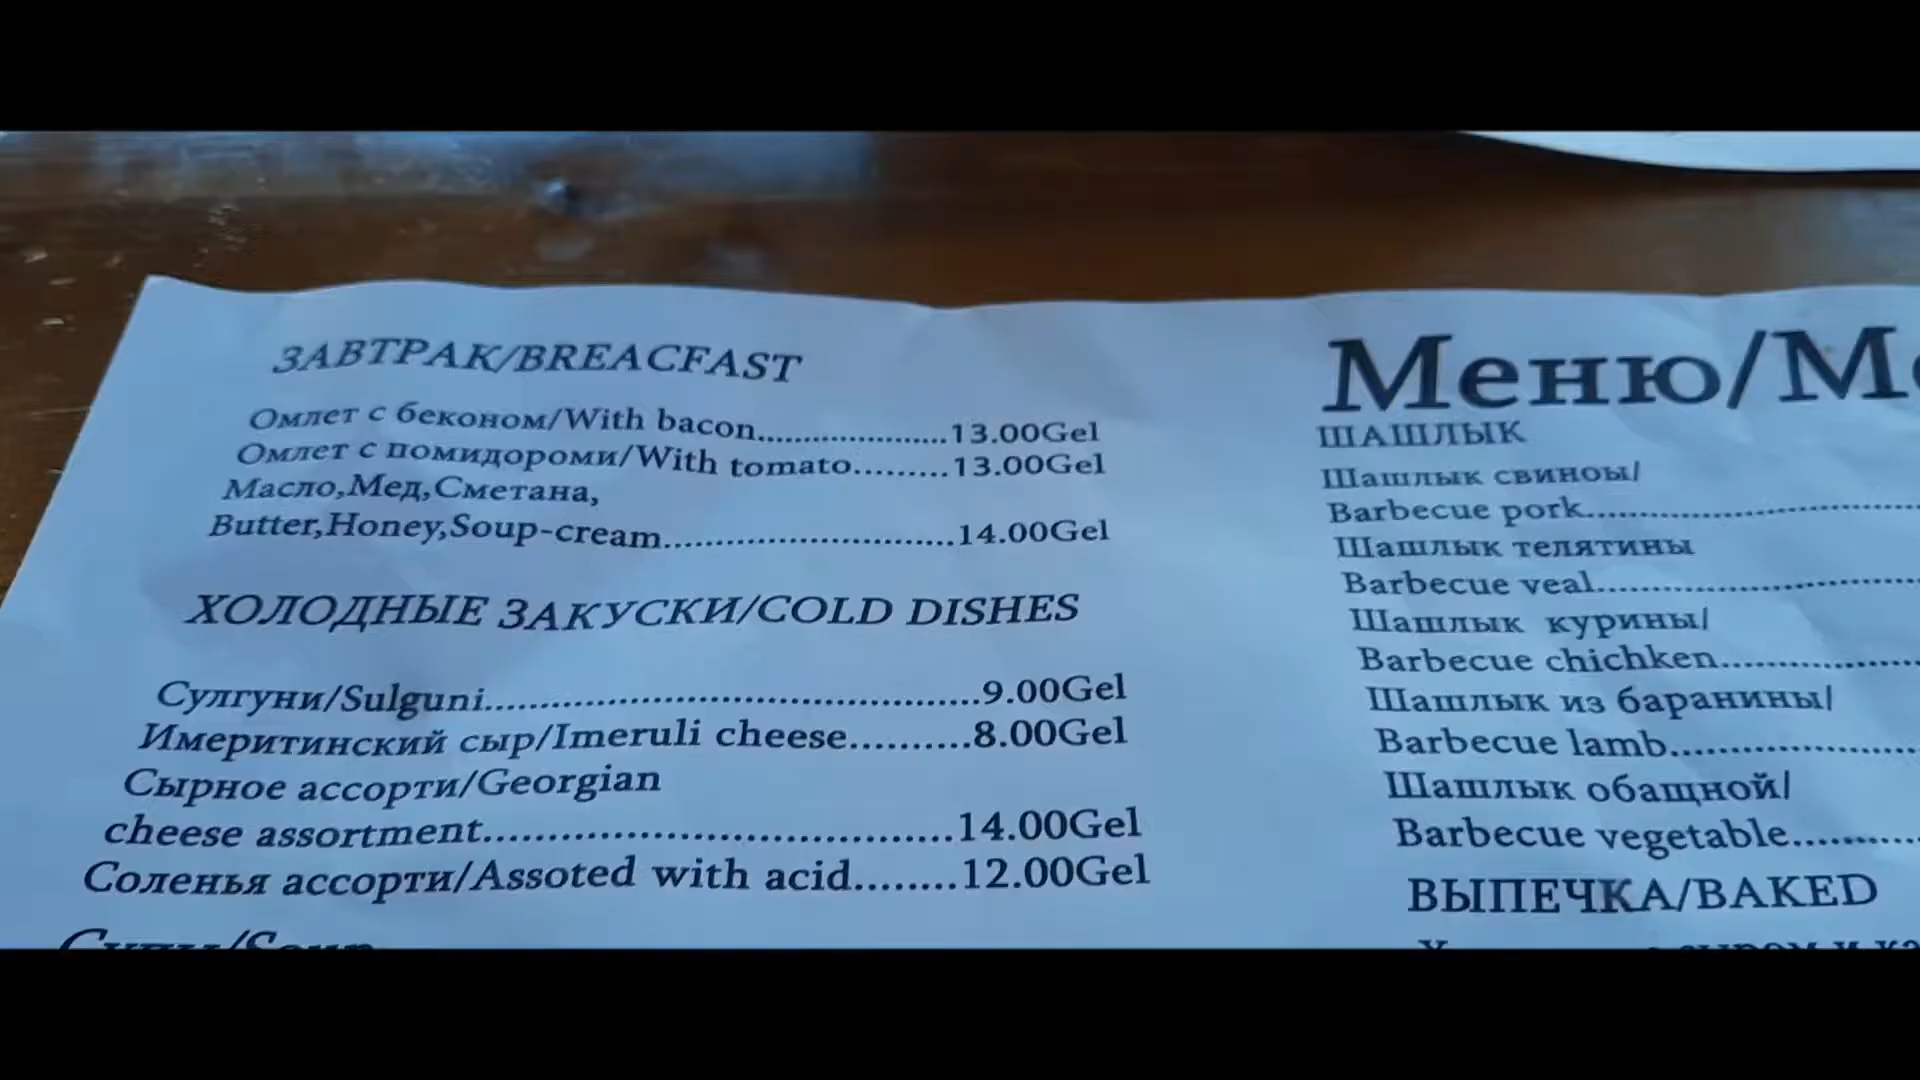 ЗАВТРАК/BREACFAST
Омлет с беконом/With bacon.....................13.00Gel
Омлет с помидороми/With tomato.........13.00Gel
Масло,Мед,Сметана,
Butter,Honey,Soup-cream..............................14.00Gel
ХОЛОДНЫЕ ЗАКУСКИ/COLD DISHES
Сулгуни/Sulguni..................................................9.00Gel
Имеритинский сыр/Imeruli cheese..........8.00Gel
Сырное ассорти/Georgian
cheese assortment.....................................14.00Gel
Соленья ассорти/Assoted with acid........12.00Gel
Супы/Soup
Меню/Me
ШАШЛЫК
Шашлык свиноы/
Barbecue pork.....................................
Шашлык телятины
Barbecue veal....................................
Шашлык курины/
Barbecue chichken......................
Шашлык из баранины/
Barbecue lamb............................
Шашлык обащной/
Barbecue vegetable............
ВЫПЕЧКА/BAKED